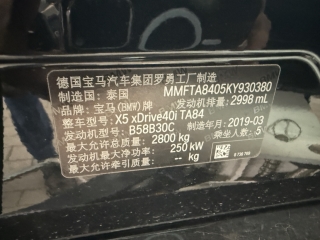 德国宝马汽车集团罗勇工厂制造
制造国：泰国 MMFTA8405KY930380
品牌：宝马(BMW)牌 发动机排量：2998 mL
整车型号：X5 xDrive40i TA84
发动机型号：B58B30C 制造年月：2019-03
最大允许总质量：2800 kg 乘坐人数：5
发动机最大净功率：250 kW
最大允许牵引质量：-- kg